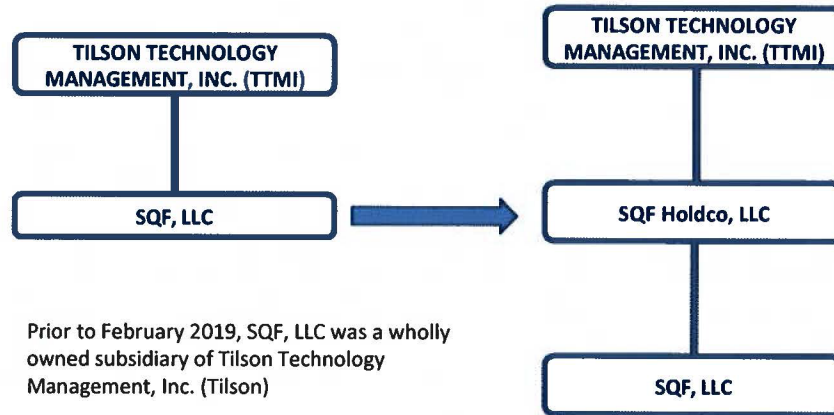 TILSON TECHNOLOGY
MANAGEMENT, INC. (TTMI)
SQF, LLC
Prior to February 2019, SQF, LLC was a wholly
owned subsidiary of Tilson Technology
Management, Inc. (Tilson)
TILSON TECHNOLOGY
MANAGEMENT, INC. (TTMI)
SQF Holdco, LLC
SQF, LLC